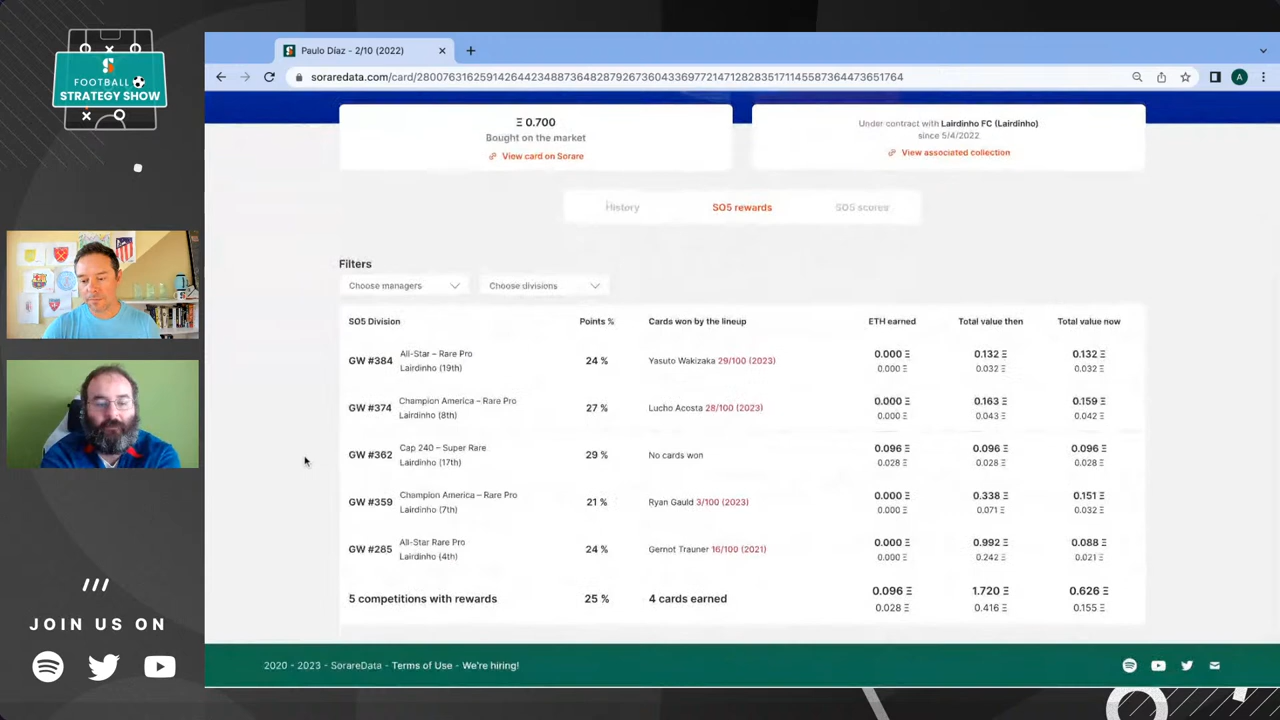 FOOTBALL
STRATEGY SHOW
JOIN US ON
Paulo Díaz - 2/10 (2022)
soraredata.com/card/28007631625914264423488736482879267360433697721471282835171145587364473651764
A
Ξ 0.700
Bought on the market
View card on Sorare
Under contract with Lairdinho FC (Lairdinho)
since 5/4/2022
View associated collection
History SO5 rewards SO5 scores
Filters
Choose managers Choose divisions
SO5 Division Points % Cards won by the lineup ETH earned Total value then Total value now
GW #384 All-Star – Rare Pro 24 % Yasuto Wakizaka 29/100 (2023) 0.000 Ξ 0.132 Ξ 0.132 Ξ
Lairdinho (19th) 0.000 Ξ 0.032 Ξ 0.032 Ξ
GW #374 Champion America – Rare Pro 27 % Lucho Acosta 28/100 (2023) 0.000 Ξ 0.163 Ξ 0.159 Ξ
Lairdinho (8th) 0.000 Ξ 0.043 Ξ 0.042 Ξ
GW #362 Cap 240 – Super Rare 29 % No cards won 0.096 Ξ 0.096 Ξ 0.096 Ξ
Lairdinho (17th) 0.028 Ξ 0.028 Ξ 0.028 Ξ
GW #359 Champion America – Rare Pro 21 % Ryan Gauld 3/100 (2023) 0.000 Ξ 0.338 Ξ 0.151 Ξ
Lairdinho (7th) 0.000 Ξ 0.071 Ξ 0.032 Ξ
GW #285 All-Star Rare Pro 24 % Gernot Trauner 16/100 (2021) 0.000 Ξ 0.992 Ξ 0.088 Ξ
Lairdinho (4th) 0.000 Ξ 0.242 Ξ 0.021 Ξ
5 competitions with rewards 25 % 4 cards earned 0.096 Ξ 1.720 Ξ 0.626 Ξ
0.028 Ξ 0.416 Ξ 0.155 Ξ
2020 - 2023 - SorareData - Terms of Use - We're hiring!